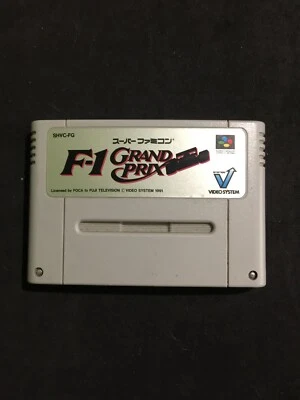 SHVC-FG
スーパーファミコン
F-1 GRAND PRIX
Licensed by FOCA to FUJI TELEVISION © VIDEO SYSTEM 1991
VIDEO SYSTEM